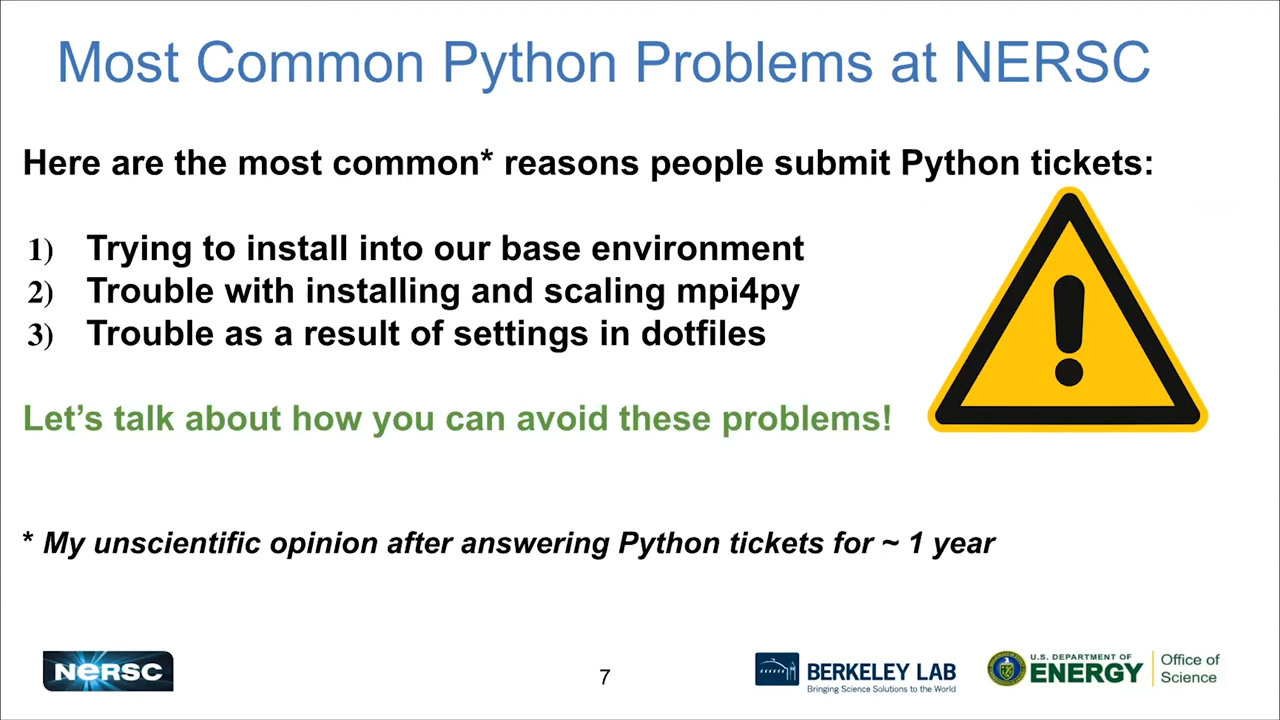 Most Common Python Problems at NERSC
Here are the most common* reasons people submit Python tickets:
1) Trying to install into our base environment
2) Trouble with installing and scaling mpi4py
3) Trouble as a result of settings in dotfiles
Let's talk about how you can avoid these problems!
* My unscientific opinion after answering Python tickets for ~ 1 year
NERSC
7
BERKELEY LAB
Bringing Science Solutions to the World
U.S. DEPARTMENT OF
ENERGY
Office of
Science